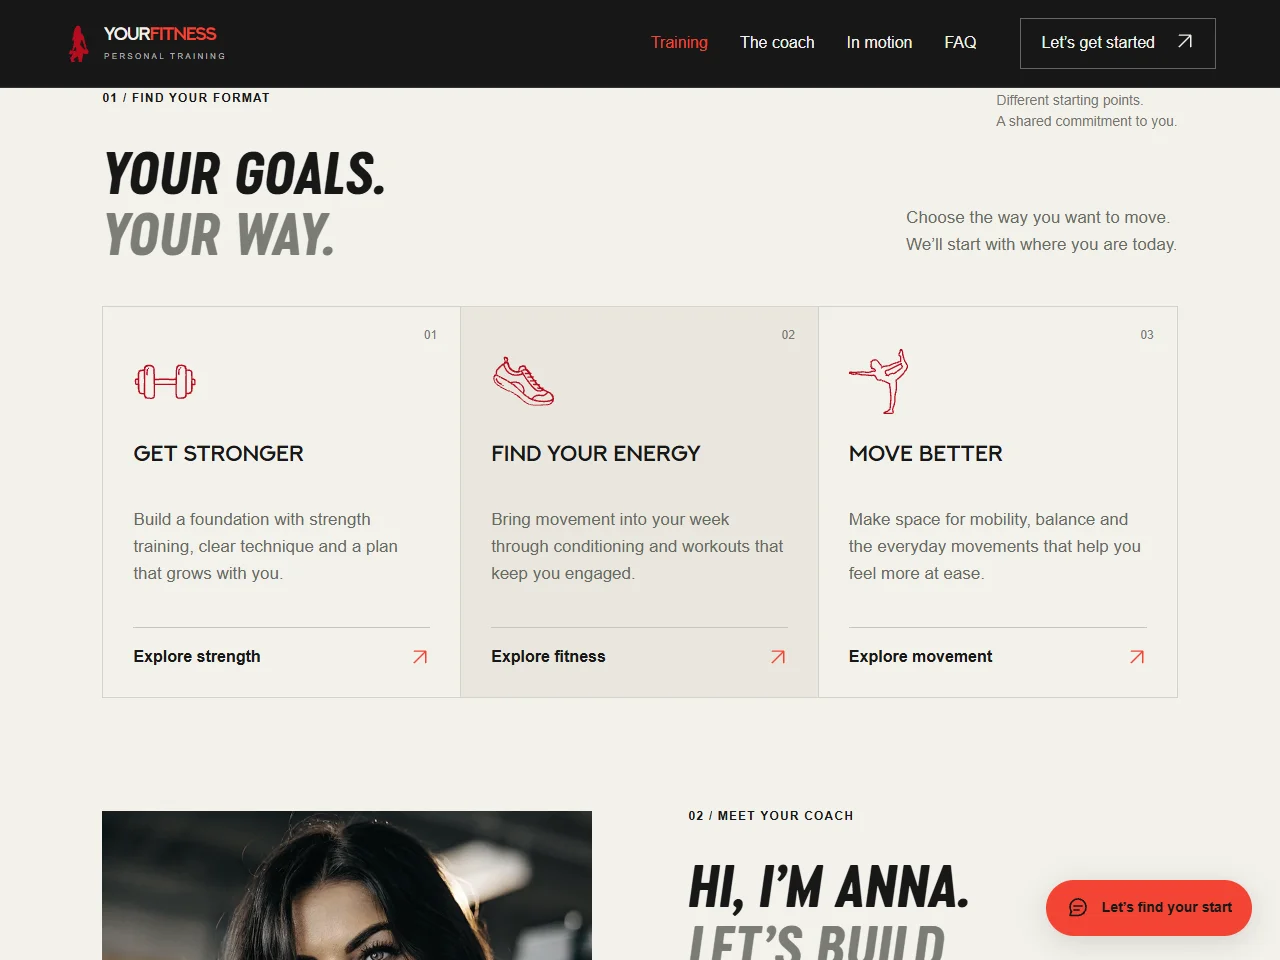 YOURFITNESS
PERSONAL TRAINING
Training
The coach
In motion
FAQ
Let's get started
01 / FIND YOUR FORMAT
Different starting points.
A shared commitment to you.
YOUR GOALS.
YOUR WAY.
Choose the way you want to move.
We’ll start with where you are today.
01
GET STRONGER
Build a foundation with strength
training, clear technique and a plan
that grows with you.
Explore strength
02
FIND YOUR ENERGY
Bring movement into your week
through conditioning and workouts that
keep you engaged.
Explore fitness
03
MOVE BETTER
Make space for mobility, balance and
the everyday movements that help you
feel more at ease.
Explore movement
02 / MEET YOUR COACH
HI, I’M ANNA.
LET’S BUILD
Let’s find your start